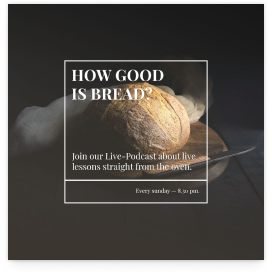 HOW GOOD
IS BREAD?
Join our Live-Podcast about live
lessons straight from the oven.
Every sunday — 8.30 pm.